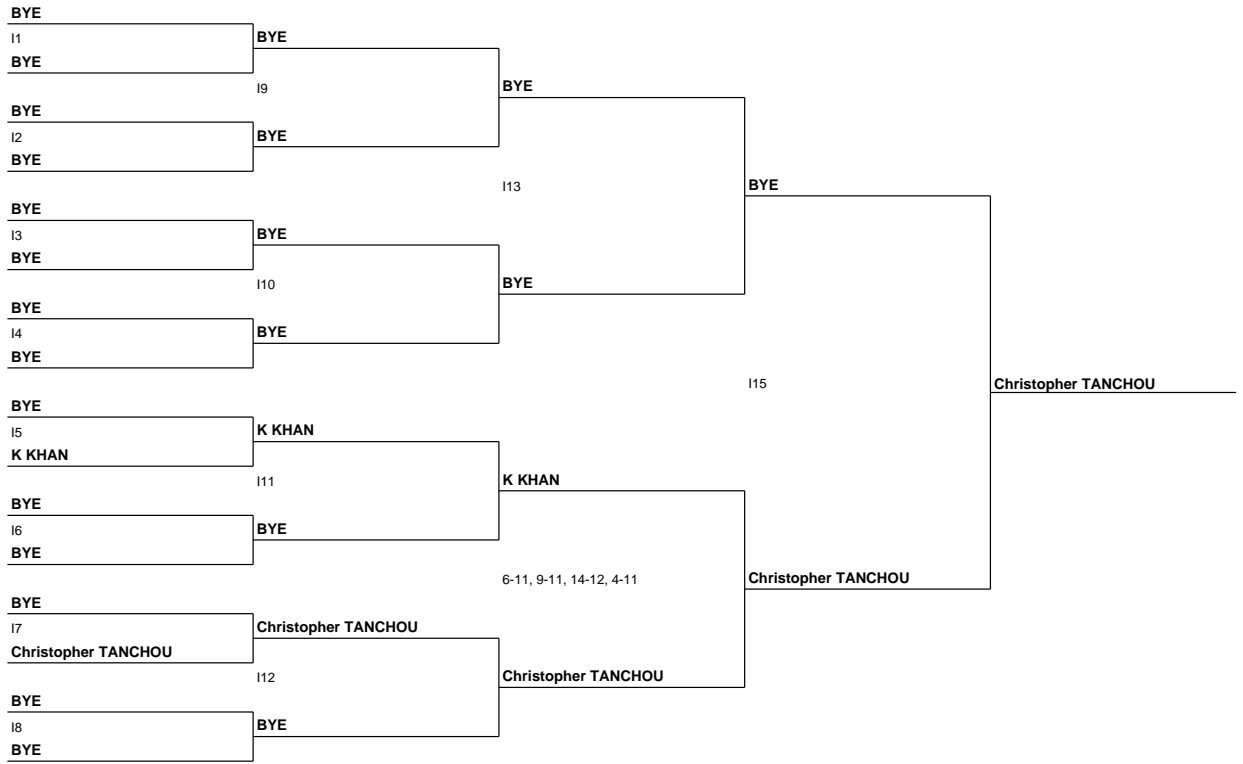 BYE
I1
BYE
BYE
I9
BYE
BYE
I2
BYE
BYE
I13
BYE
BYE
I3
BYE
BYE
I10
BYE
BYE
I4
BYE
BYE
I15
Christopher TANCHOU
BYE
I5
K KHAN
K KHAN
I11
K KHAN
BYE
I6
BYE
BYE
6-11, 9-11, 14-12, 4-11
Christopher TANCHOU
BYE
I7
Christopher TANCHOU
Christopher TANCHOU
I12
Christopher TANCHOU
BYE
I8
BYE
BYE